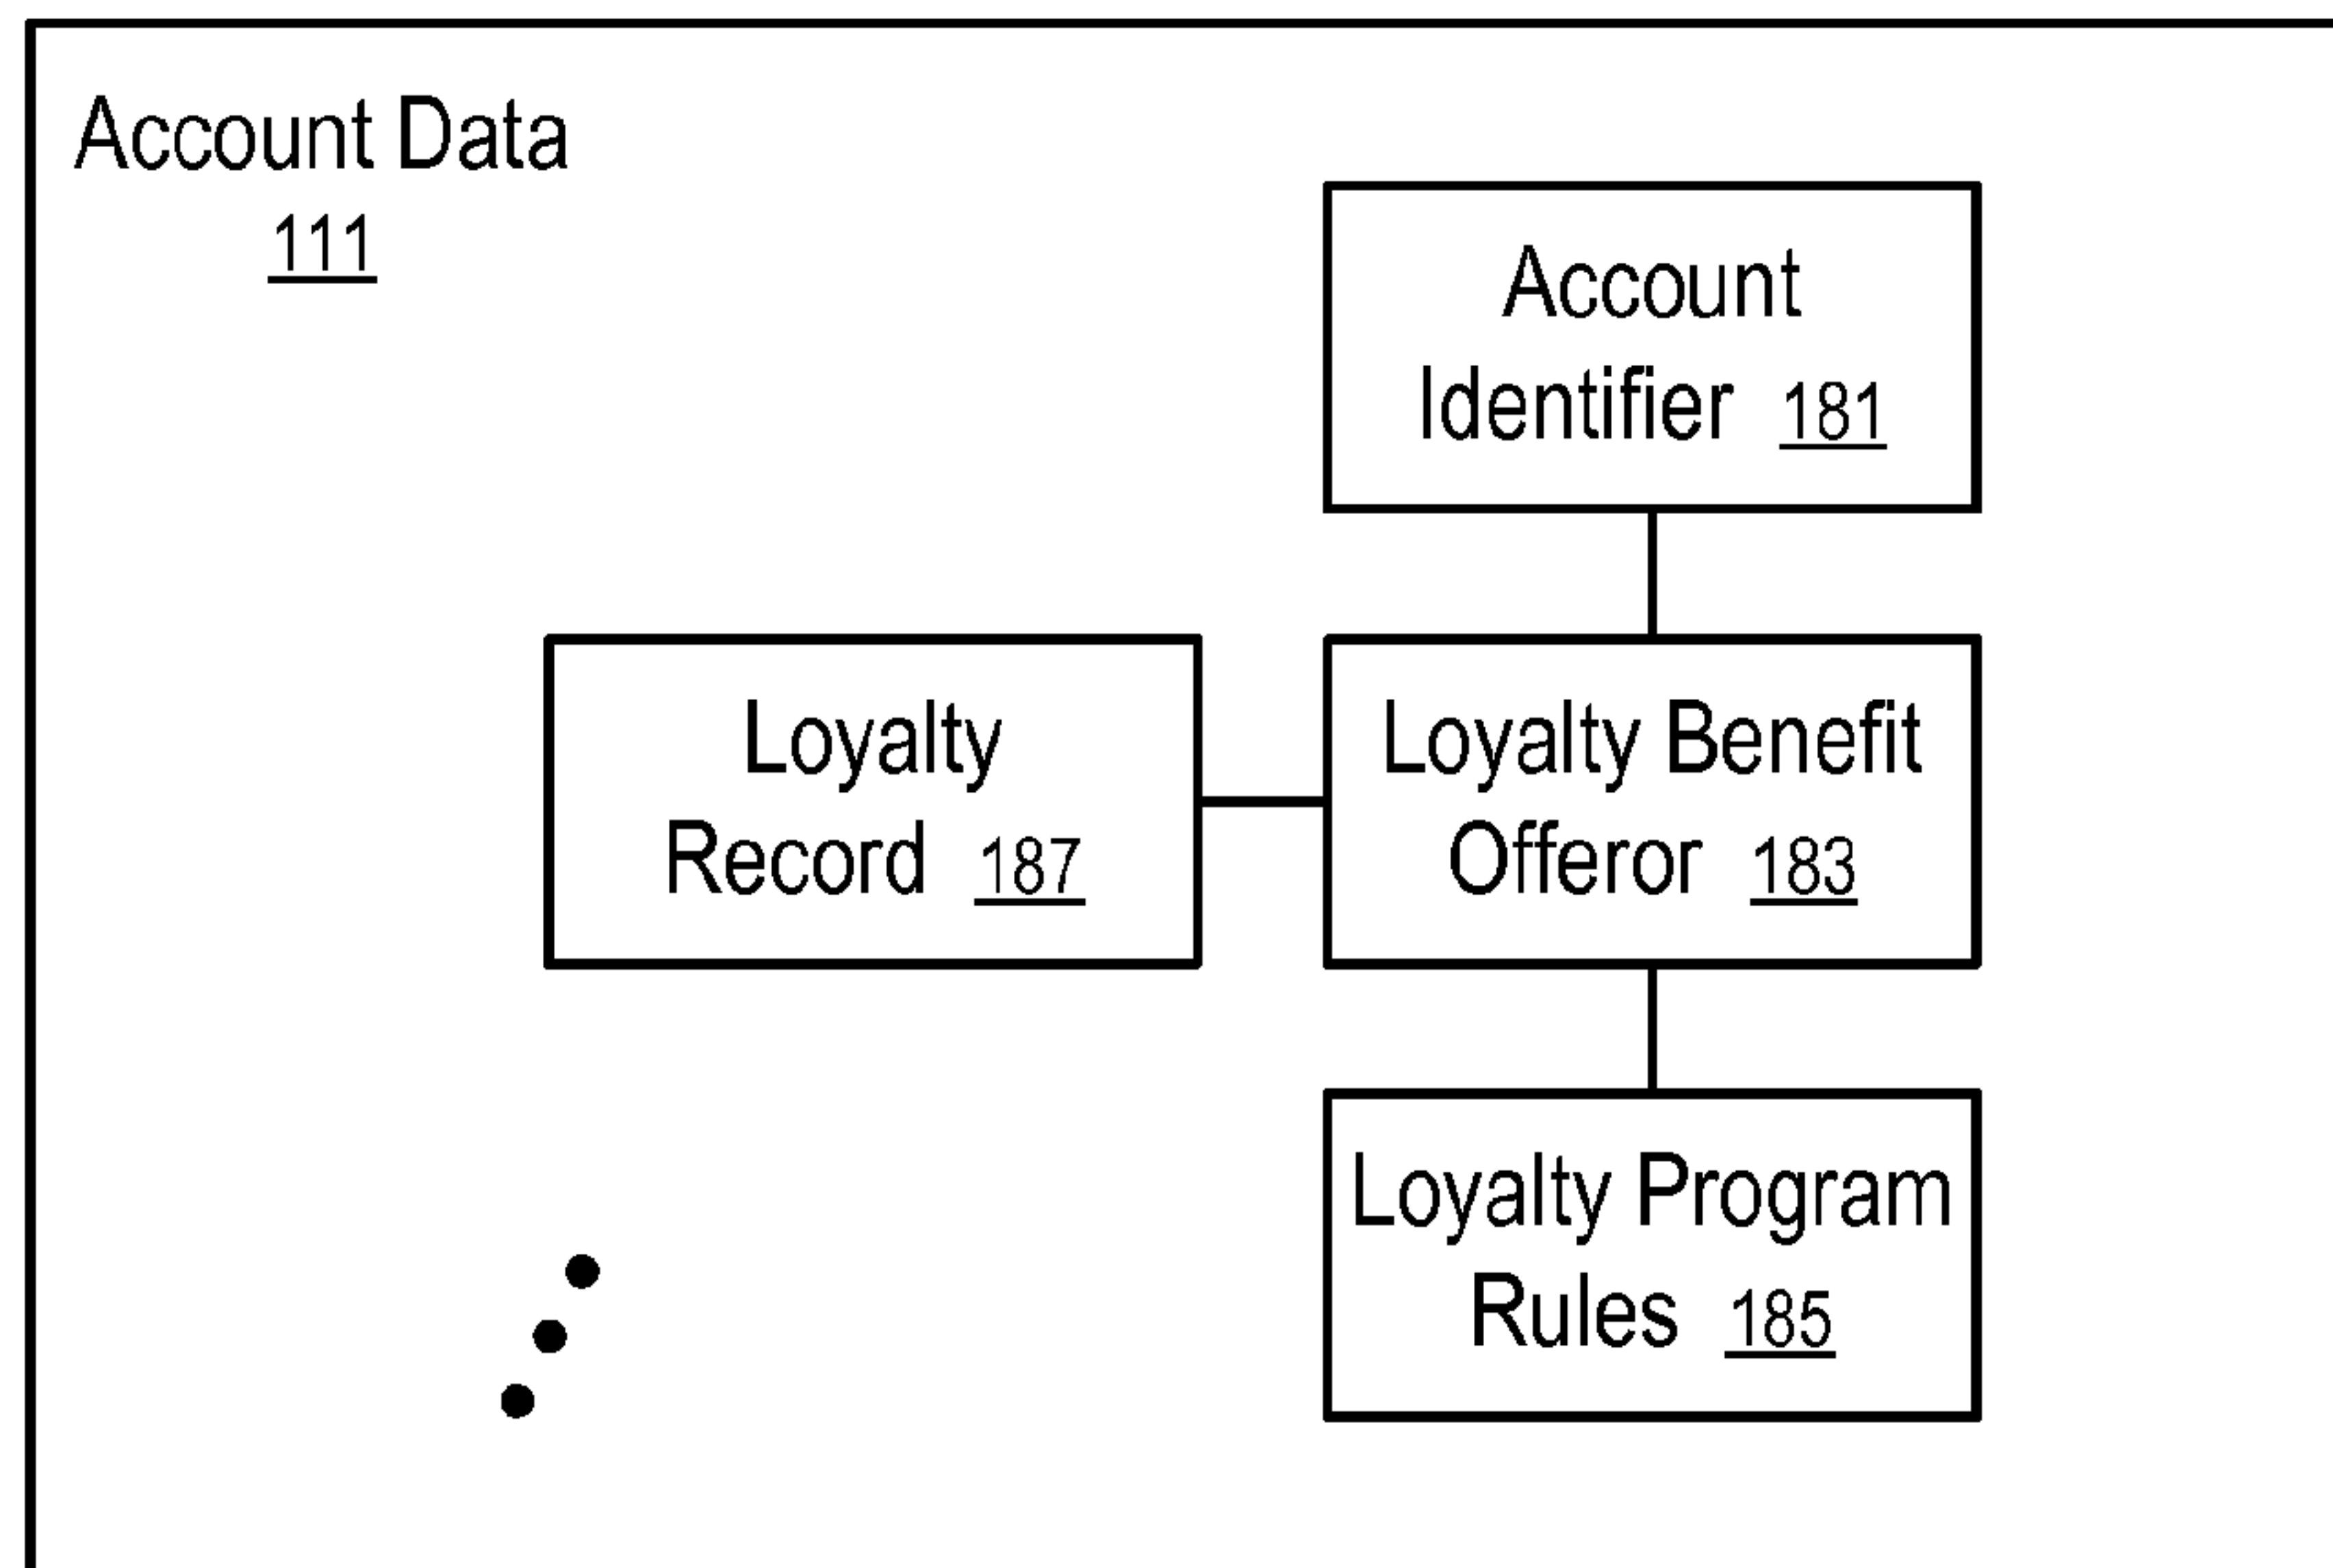 Account Data
111
Account
Identifier 181
Loyalty
Record 187
Loyalty Benefit
Offeror 183
Loyalty Program
Rules 185